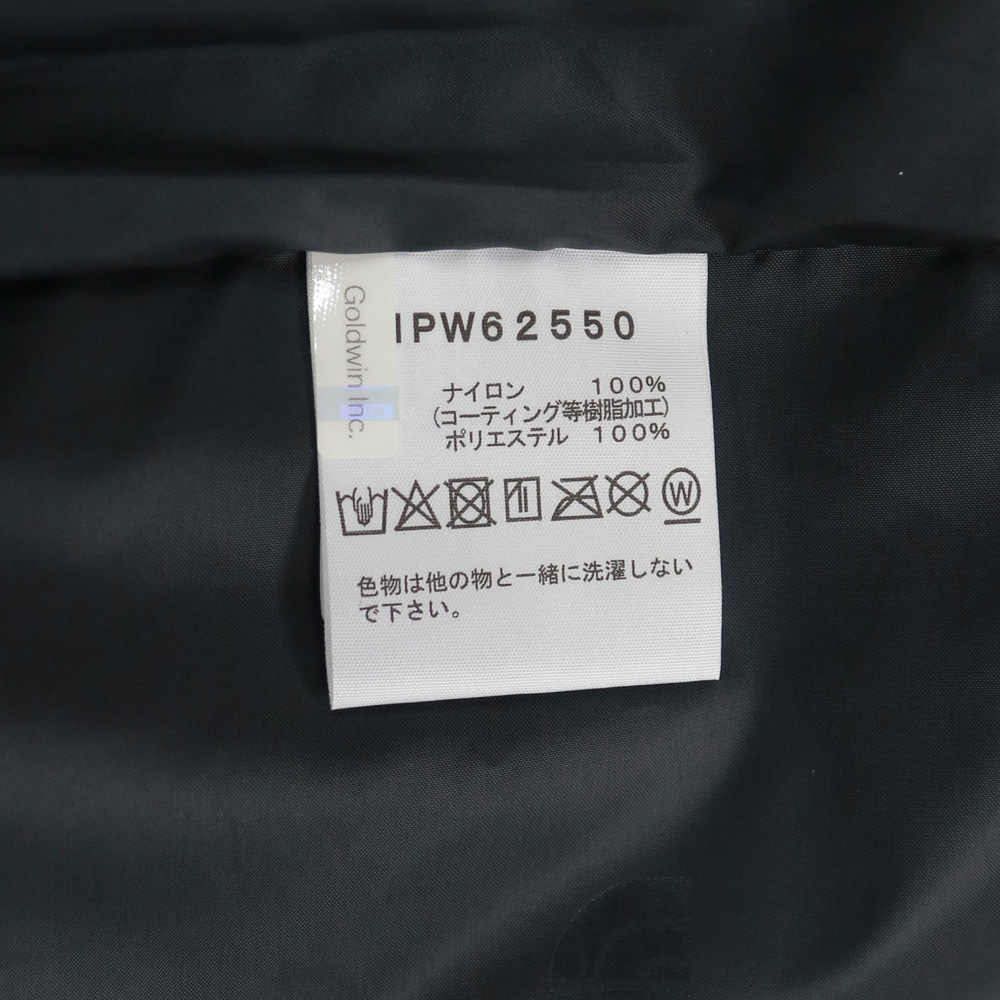 Goldwin Inc.
IPW62550
ナイロン 100%
(コーティング等樹脂加工)
ポリエステル 100%
W
色物は他の物と一緒に洗濯しない
で下さい。